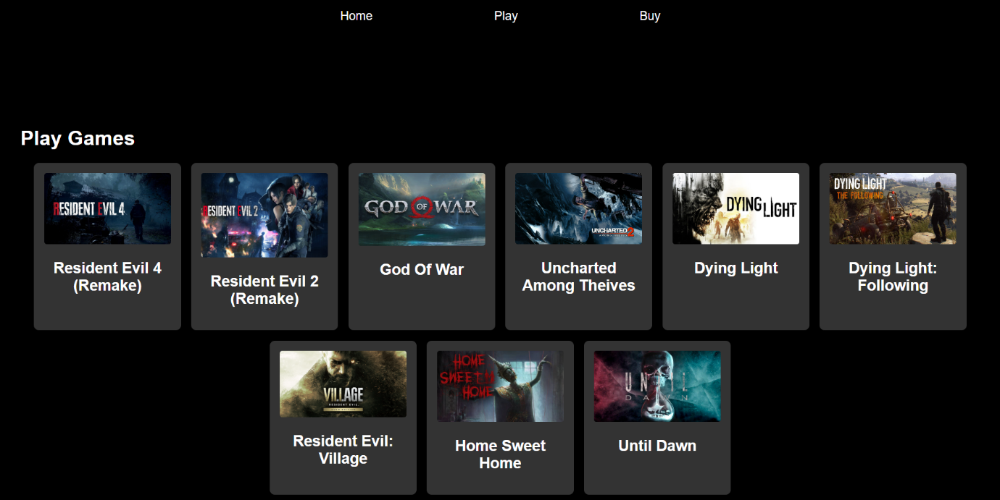 Home Play Buy
Play Games
RESIDENT EVIL 4
RESIDENT EVIL 2
GOD OF WAR
UNCHARTED 2
AMONG THIEVES
DYING LIGHT
DYING LIGHT
THE FOLLOWING
Resident Evil 4
(Remake)
Resident Evil 2
(Remake)
God Of War
Uncharted
Among Theives
Dying Light
Dying Light:
Following
VILLAGE
RESIDENT EVIL
HOME
SWEET
HOME
UNTIL
DAWN
Resident Evil:
Village
Home Sweet
Home
Until Dawn